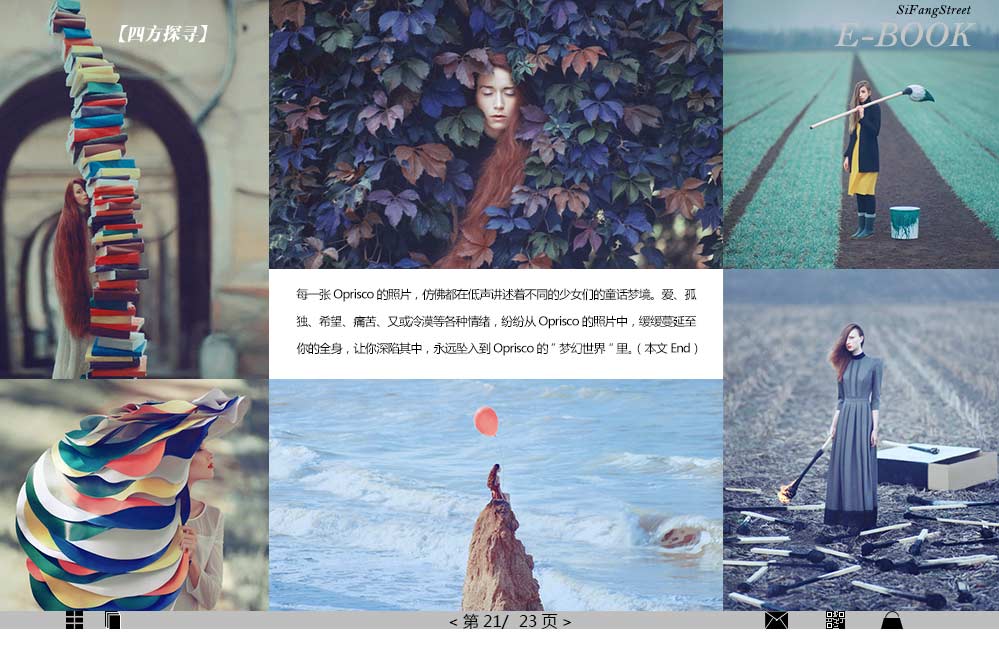 【四方探寻】
SiFangStreet
E-BOOK
每一张 Oprisco 的照片，仿佛都在低声讲述着不同的少女们的童话梦境。爱、孤
独、希望、痛苦、又或冷漠等各种情绪，纷纷从 Oprisco 的照片中，缓缓蔓延至
你的全身，让你深陷其中，永远坠入到 Oprisco 的＂梦幻世界＂里。（本文 End）
< 第 21/ 23 页 >